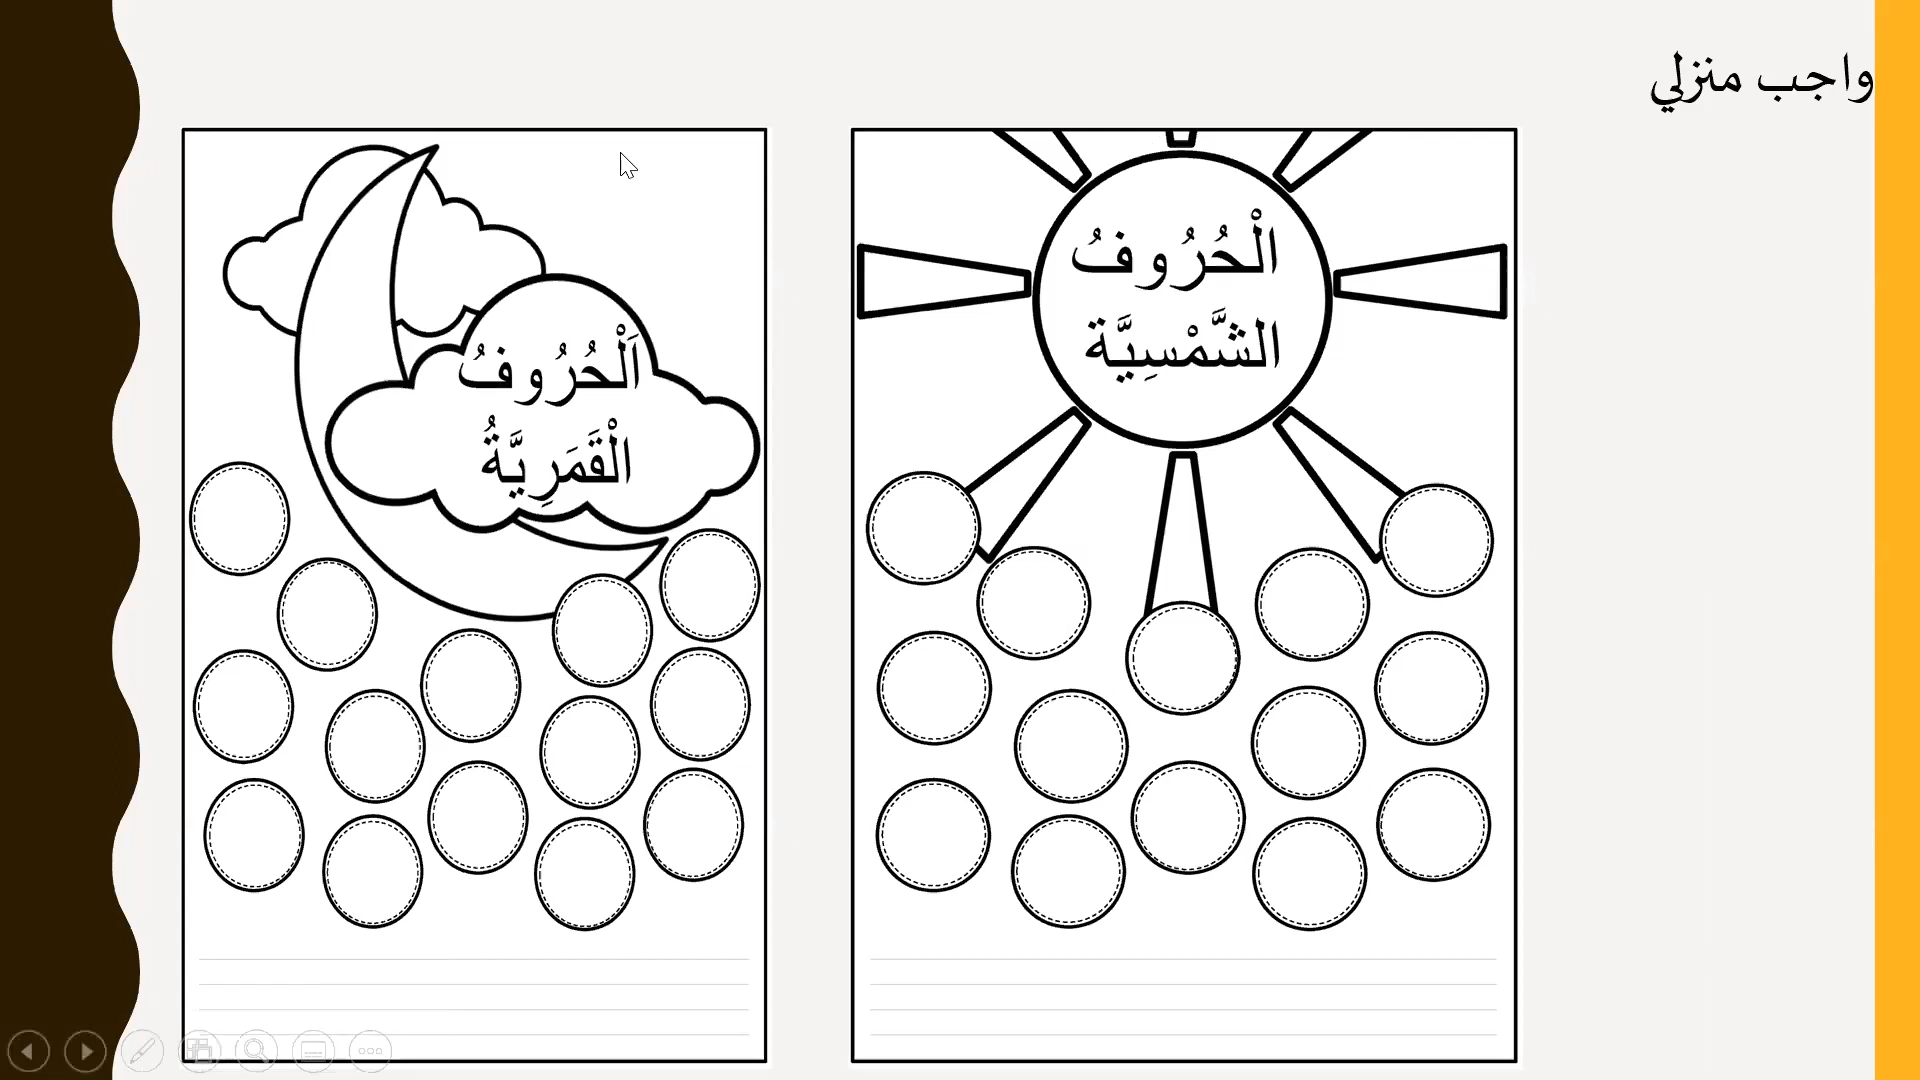 واجب منزلي
الْحُرُوفُ
الشَّمْسِيَّة
اَلْحُرُوفُ
الْقَمَرِيَّةُ